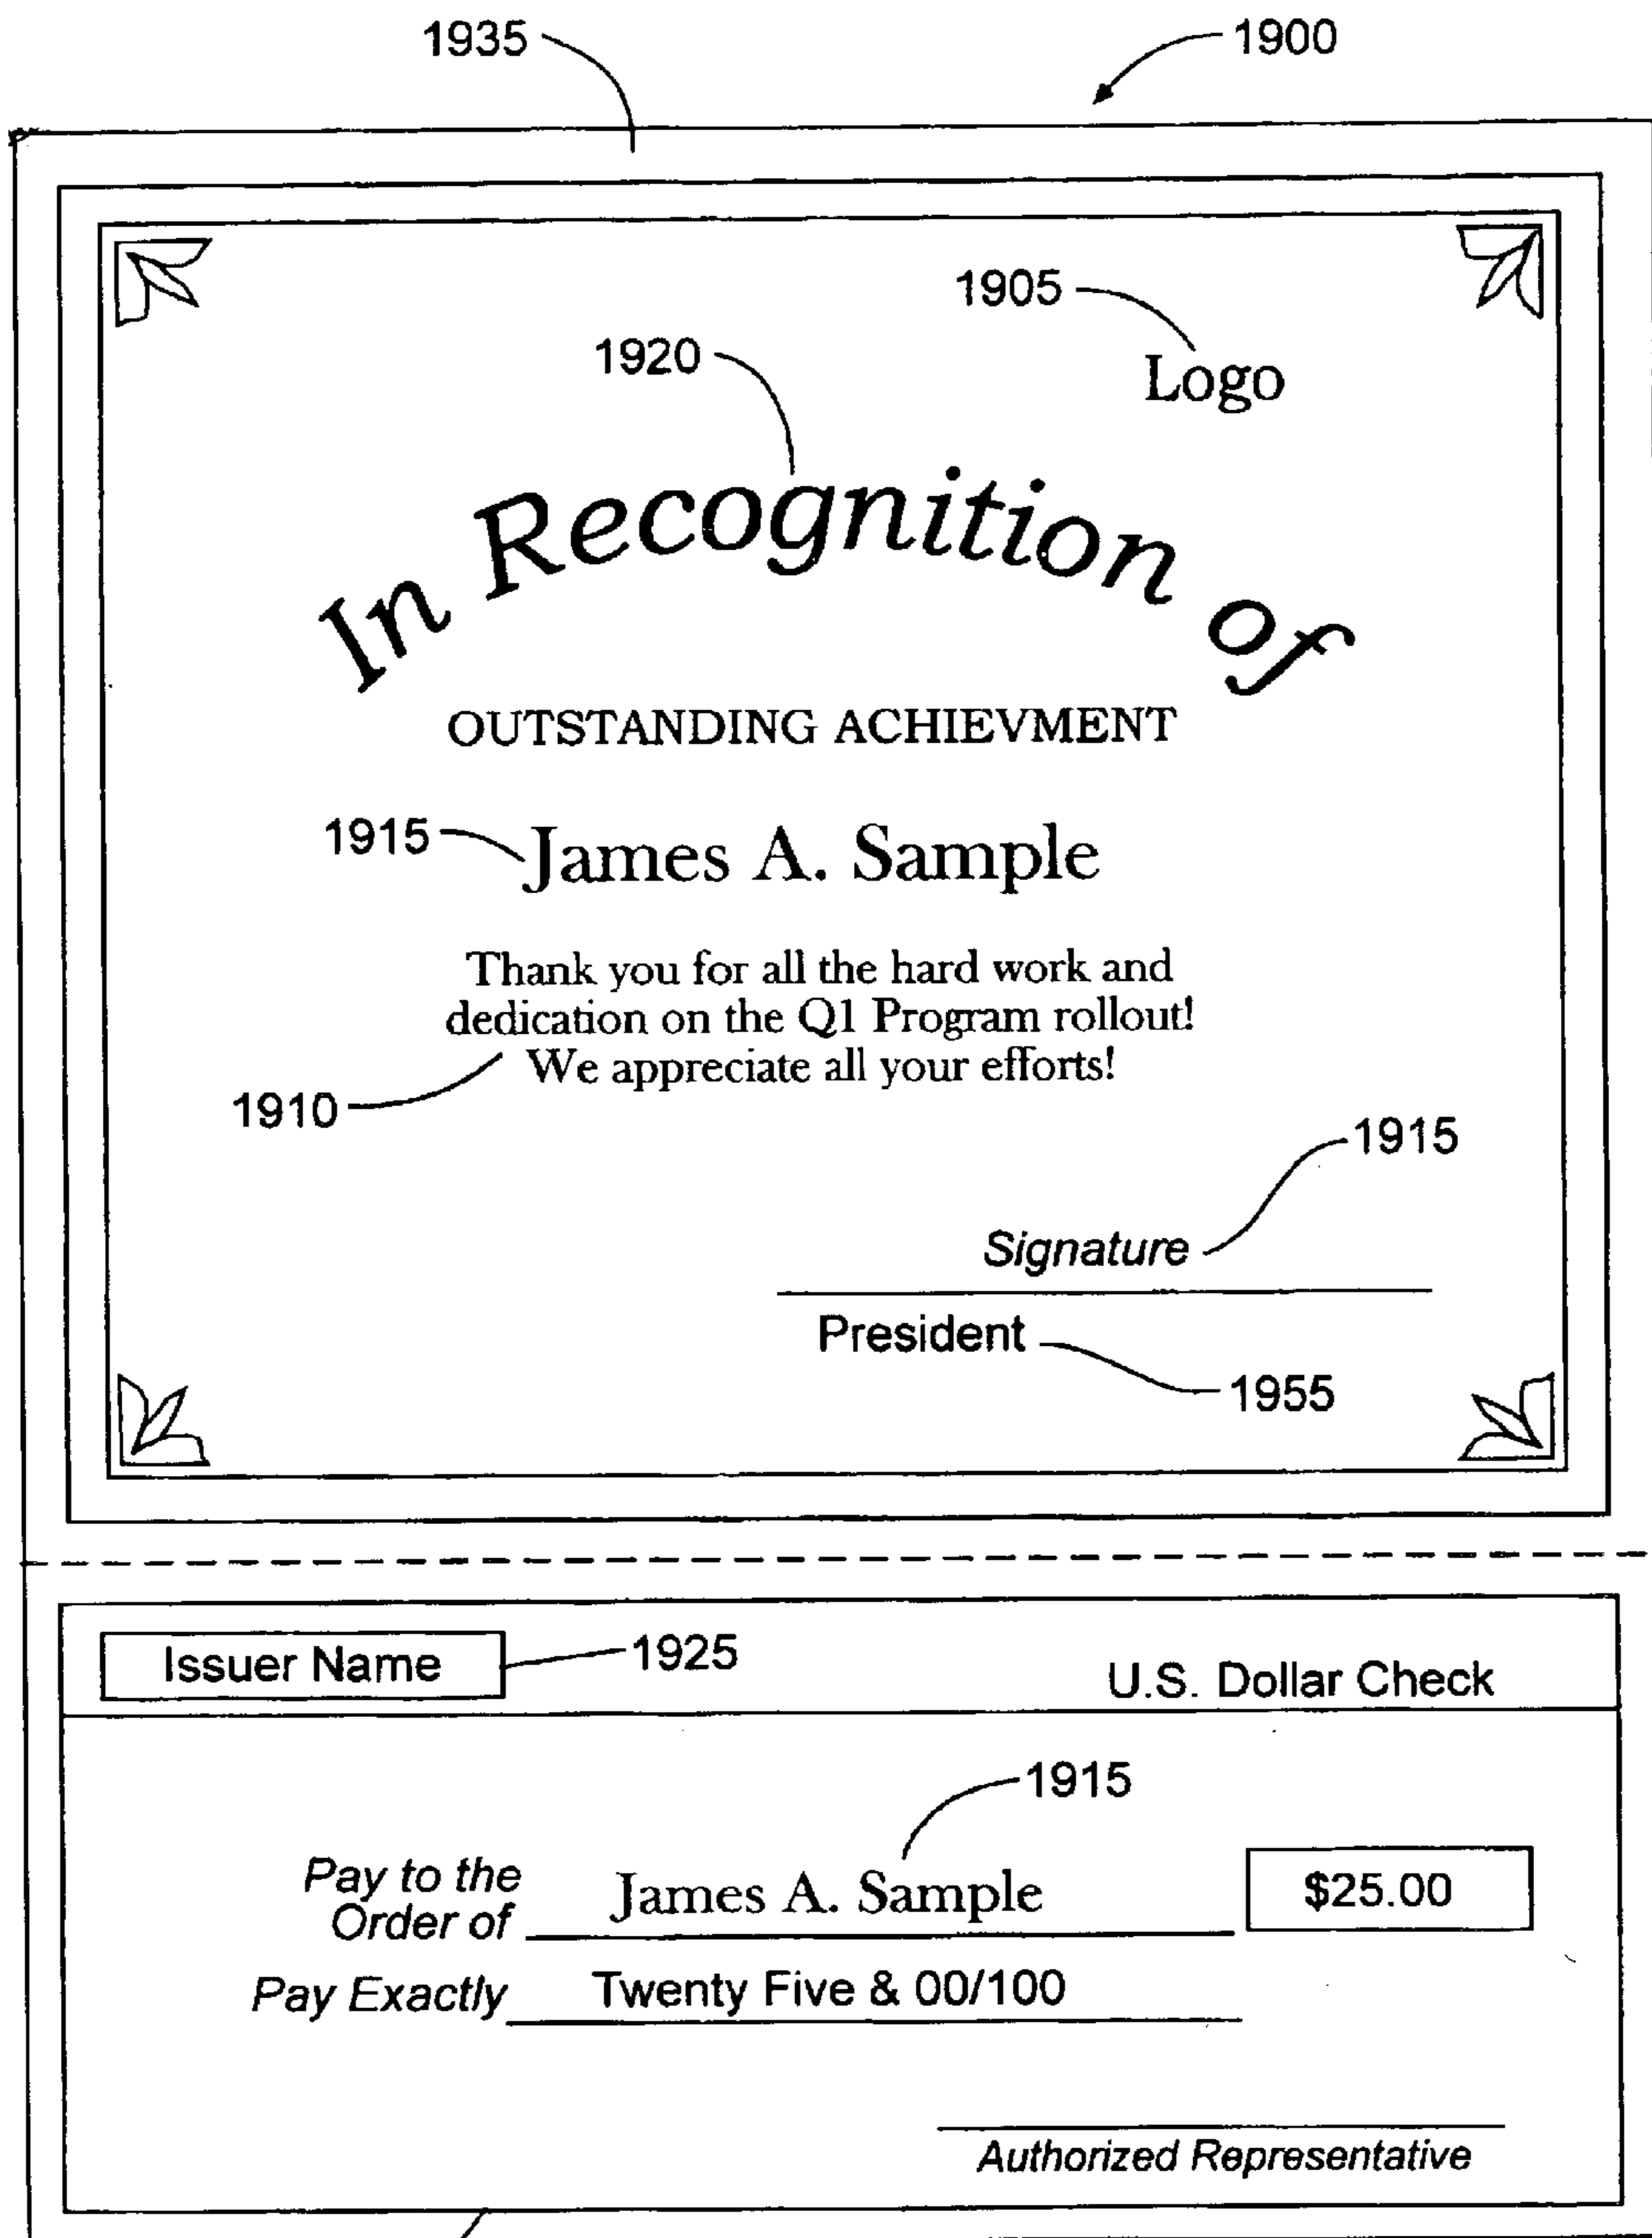 1935
1900
1905
1920
Logo
In Recognition of
OUTSTANDING ACHIEVMENT
1915
James A. Sample
Thank you for all the hard work and
dedication on the Q1 Program rollout!
We appreciate all your efforts!
1910
1915
Signature
President
1955
Issuer Name
1925
U.S. Dollar Check
1915
Pay to the
Order of
James A. Sample
$25.00
Pay Exactly
Twenty Five & 00/100
Authorized Representative